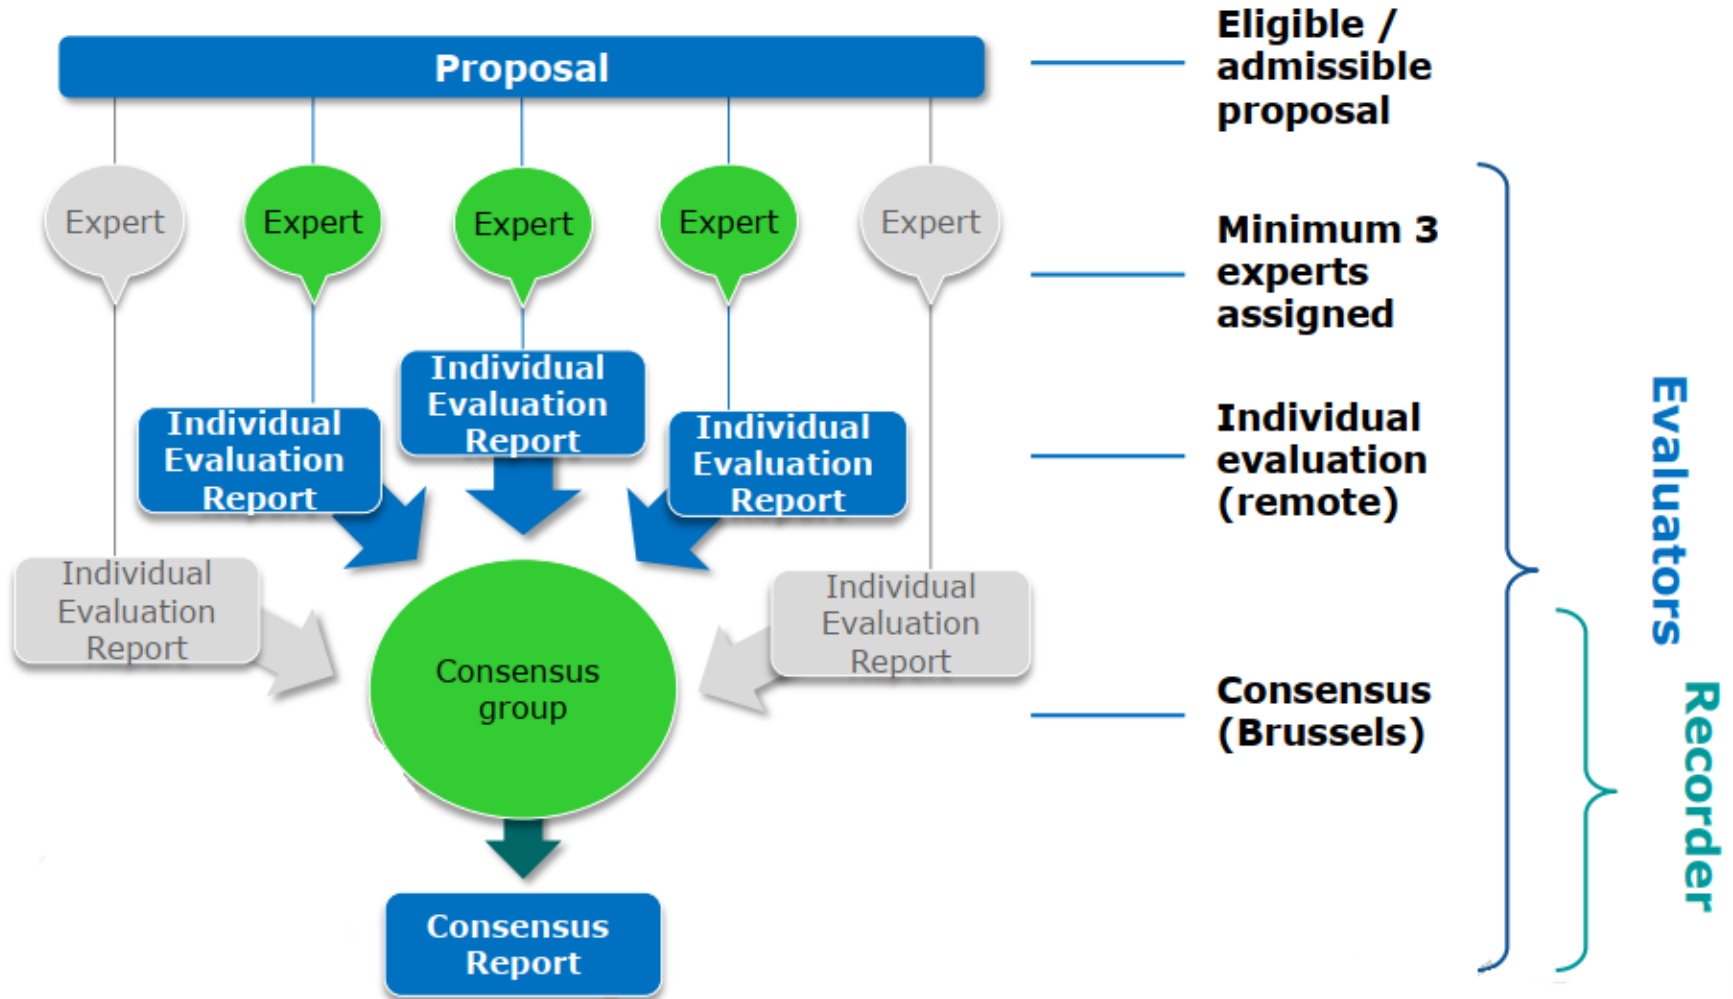 Proposal
Eligible /
admissible
proposal
Expert
Expert
Expert
Expert
Expert
Minimum 3
experts
assigned
Individual
Evaluation
Report
Individual
Evaluation
Report
Individual
Evaluation
Report
Individual
evaluation
(remote)
Individual
Evaluation
Report
Individual
Evaluation
Report
Consensus
group
Consensus
(Brussels)
Consensus
Report
Evaluators
Recorder